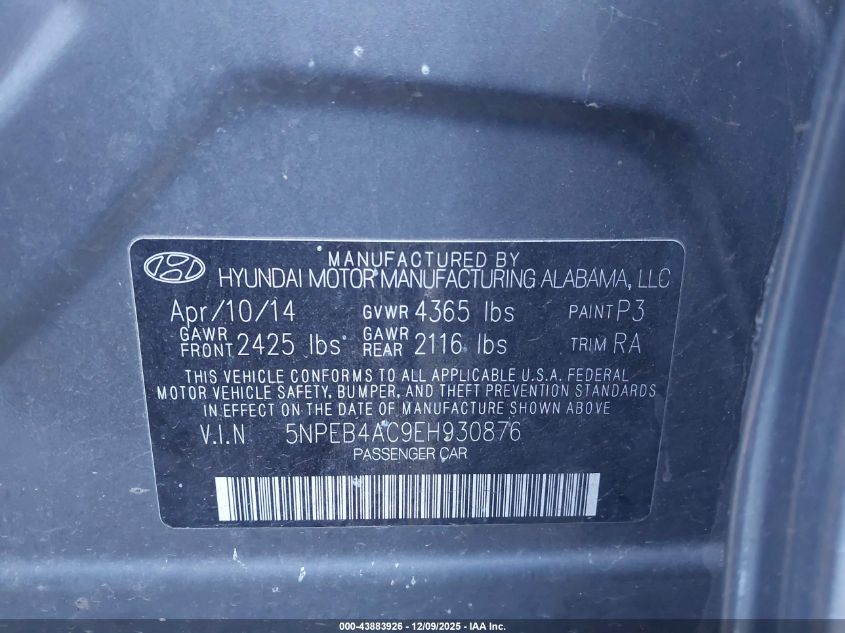 MANUFACTURED BY
HYUNDAI MOTOR MANUFACTURING ALABAMA, LLC
Apr/10/14 GVWR 4365 lbs PAINT P3
GAWR FRONT 2425 lbs GAWR REAR 2116 lbs TRIM RA
THIS VEHICLE CONFORMS TO ALL APPLICABLE U.S.A. FEDERAL
MOTOR VEHICLE SAFETY, BUMPER, AND THEFT PREVENTION STANDARDS
IN EFFECT ON THE DATE OF MANUFACTURE SHOWN ABOVE
V.I.N 5NPEB4AC9EH930876
PASSENGER CAR
000-43883926 - 12/09/2025 - IAA Inc.